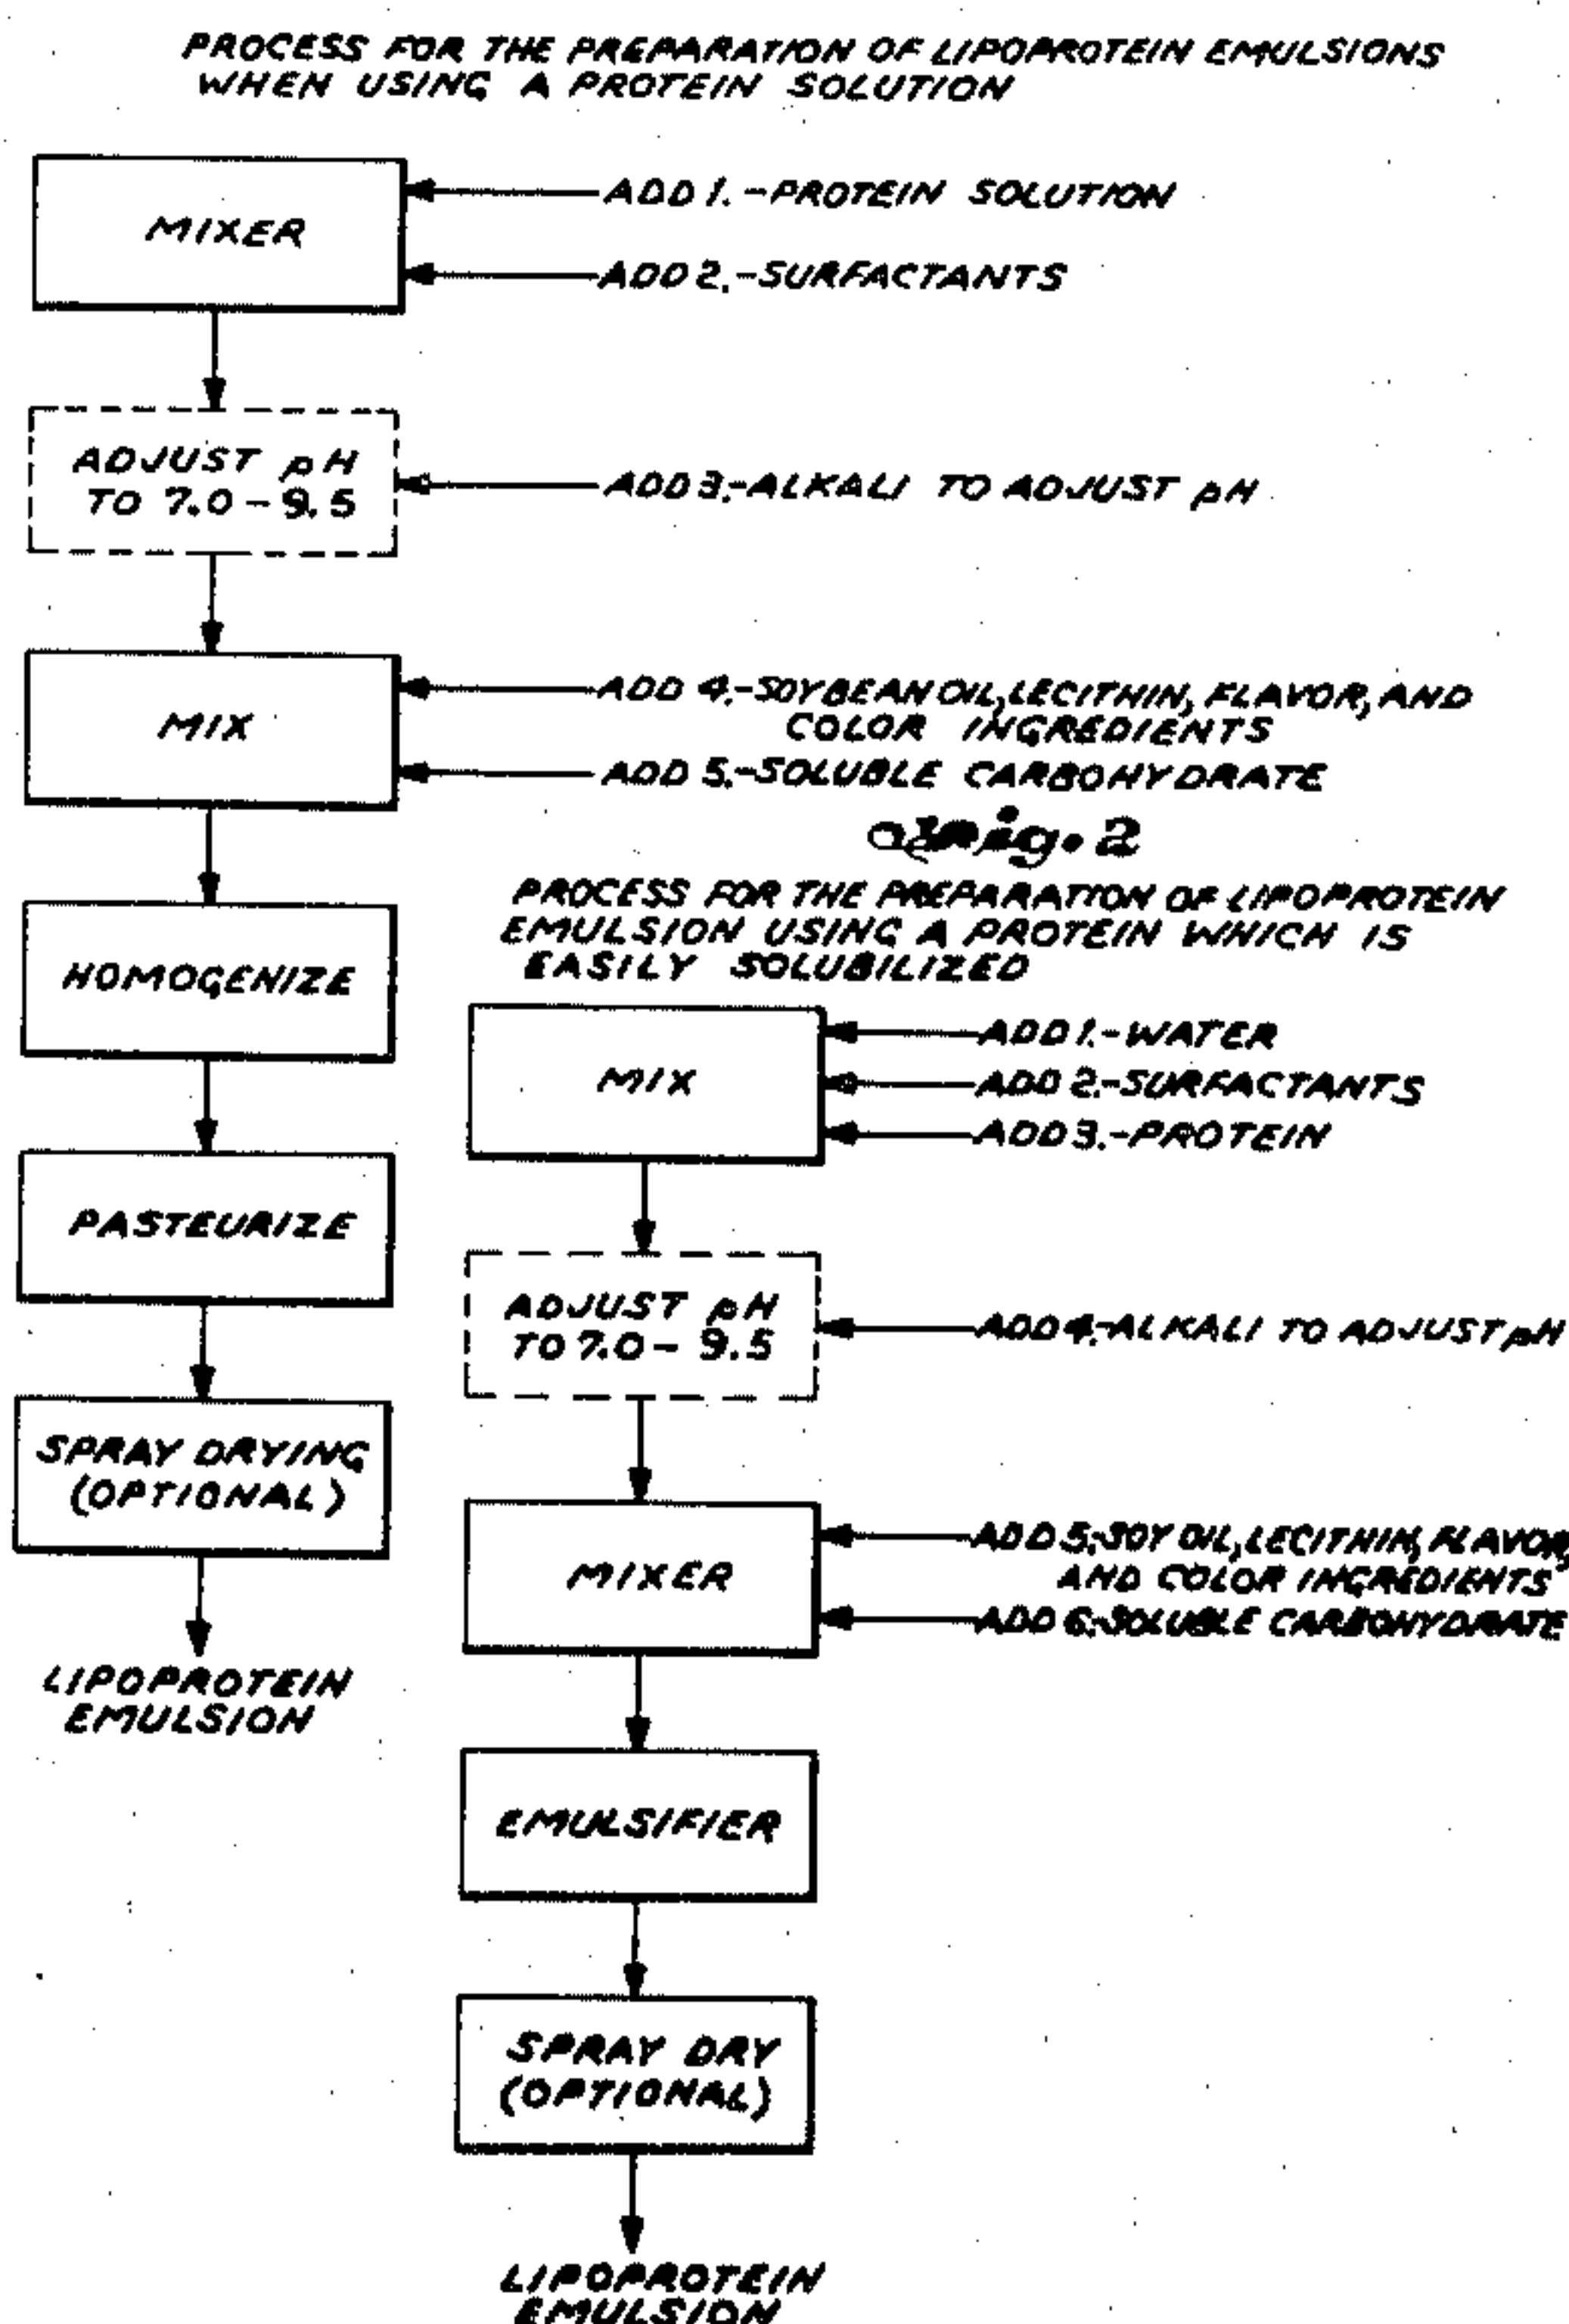 PROCESS FOR THE PREPARATION OF LIPOPROTEIN EMULSIONS
WHEN USING A PROTEIN SOLUTION
MIXER
ADD 1.-PROTEIN SOLUTION
ADD 2.-SURFACTANTS
ADJUST pH
TO 7.0-9.5
ADD 3.-ALKALI TO ADJUST pH
MIX
ADD 4.-SOYBEAN OIL, LECITHIN, FLAVOR, AND
COLOR INGREDIENTS
ADD 5.-SOLUBLE CARBOHYDRATE
HOMOGENIZE
PASTEURIZE
SPRAY DRYING
(OPTIONAL)
LIPOPROTEIN
EMULSION
Fig. 2
PROCESS FOR THE PREPARATION OF LIPOPROTEIN
EMULSION USING A PROTEIN WHICH IS
EASILY SOLUBILIZED
MIX
ADD 1.-WATER
ADD 2.-SURFACTANTS
ADD 3.-PROTEIN
ADJUST pH
TO 7.0-9.5
ADD 4.-ALKALI TO ADJUST pH
MIXER
ADD 5.-SOY OIL, LECITHIN, FLAVOR,
AND COLOR INGREDIENTS
ADD 6.-SOLUBLE CARBOHYDRATE
EMULSIFIER
SPRAY DRY
(OPTIONAL)
LIPOPROTEIN
EMULSION